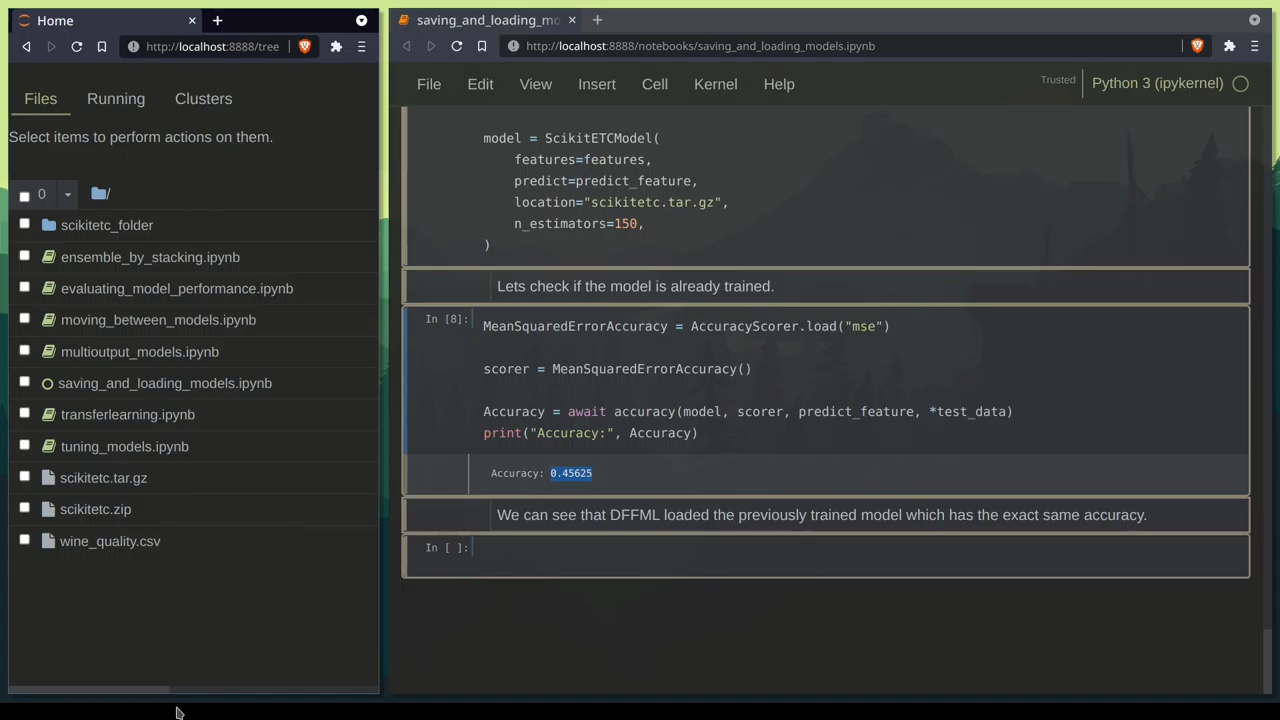 Home
http://localhost:8888/tree
Files Running Clusters
Select items to perform actions on them.
0 /
scikitetc_folder
ensemble_by_stacking.ipynb
evaluating_model_performance.ipynb
moving_between_models.ipynb
multioutput_models.ipynb
saving_and_loading_models.ipynb
transferlearning.ipynb
tuning_models.ipynb
scikitetc.tar.gz
scikitetc.zip
wine_quality.csv
saving_and_loading_mo
http://localhost:8888/notebooks/saving_and_loading_models.ipynb
File Edit View Insert Cell Kernel Help Trusted Python 3 (ipykernel)
model = ScikitETCModel(
features=features,
predict=predict_feature,
location="scikitetc.tar.gz",
n_estimators=150,
)
Lets check if the model is already trained.
In [8]: MeanSquaredErrorAccuracy = AccuracyScorer.load("mse")
scorer = MeanSquaredErrorAccuracy()
Accuracy = await accuracy(model, scorer, predict_feature, *test_data)
print("Accuracy:", Accuracy)
Accuracy: 0.45625
We can see that DFFML loaded the previously trained model which has the exact same accuracy.
In [ ]: